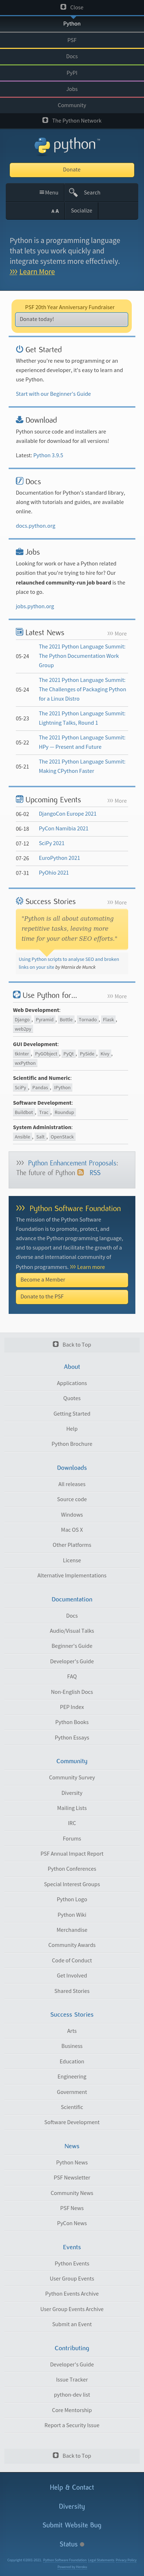 Close
Python
PSF
Docs
PyPI
Jobs
Community
The Python Network
python™
Donate
Menu Search
A A Socialize
Python is a programming language
that lets you work quickly and
integrate systems more effectively.
>>> Learn More
PSF 20th Year Anniversary Fundraiser
Donate today!
Get Started
Whether you're new to programming or an
experienced developer, it's easy to learn and
use Python.
Start with our Beginner's Guide
Download
Python source code and installers are
available for download for all versions!
Latest: Python 3.9.5
Docs
Documentation for Python's standard library,
along with tutorials and guides, are available
online.
docs.python.org
Jobs
Looking for work or have a Python related
position that you're trying to hire for? Our
relaunched community-run job board is the
place to go.
jobs.python.org
Latest News >>> More
05-24 The 2021 Python Language Summit:
The Python Documentation Work
Group
05-24 The 2021 Python Language Summit:
The Challenges of Packaging Python
for a Linux Distro
05-23 The 2021 Python Language Summit:
Lightning Talks, Round 1
05-22 The 2021 Python Language Summit:
HPy — Present and Future
05-21 The 2021 Python Language Summit:
Making CPython Faster
Upcoming Events >>> More
06-02 DjangoCon Europe 2021
06-18 PyCon Namibia 2021
07-12 SciPy 2021
07-26 EuroPython 2021
07-31 PyOhio 2021
Success Stories >>> More
"Python is all about automating
repetitive tasks, leaving more
time for your other SEO efforts."
Using Python scripts to analyse SEO and broken
links on your site by Marnix de Munck
Use Python for... >>> More
Web Development:
Django , Pyramid , Bottle , Tornado , Flask ,
web2py
GUI Development:
tkInter , PyGObject , PyQt , PySide , Kivy ,
wxPython
Scientific and Numeric:
SciPy , Pandas , IPython
Software Development:
Buildbot , Trac , Roundup
System Administration:
Ansible , Salt , OpenStack
>>> Python Enhancement Proposals:
The future of Python RSS
>>> Python Software Foundation
The mission of the Python Software
Foundation is to promote, protect, and
advance the Python programming language,
and to support and facilitate the growth of a
diverse and international community of
Python programmers. >>> Learn more
Become a Member
Donate to the PSF
Back to Top
About
Applications
Quotes
Getting Started
Help
Python Brochure
Downloads
All releases
Source code
Windows
Mac OS X
Other Platforms
License
Alternative Implementations
Documentation
Docs
Audio/Visual Talks
Beginner's Guide
Developer's Guide
FAQ
Non-English Docs
PEP Index
Python Books
Python Essays
Community
Community Survey
Diversity
Mailing Lists
IRC
Forums
PSF Annual Impact Report
Python Conferences
Special Interest Groups
Python Logo
Python Wiki
Merchandise
Community Awards
Code of Conduct
Get Involved
Shared Stories
Success Stories
Arts
Business
Education
Engineering
Government
Scientific
Software Development
News
Python News
PSF Newsletter
Community News
PSF News
PyCon News
Events
Python Events
User Group Events
Python Events Archive
User Group Events Archive
Submit an Event
Contributing
Developer's Guide
Issue Tracker
python-dev list
Core Mentorship
Report a Security Issue
Back to Top
Help & Contact
Diversity
Submit Website Bug
Status
Copyright ©2001-2021. Python Software Foundation Legal Statements Privacy Policy
Powered by Heroku